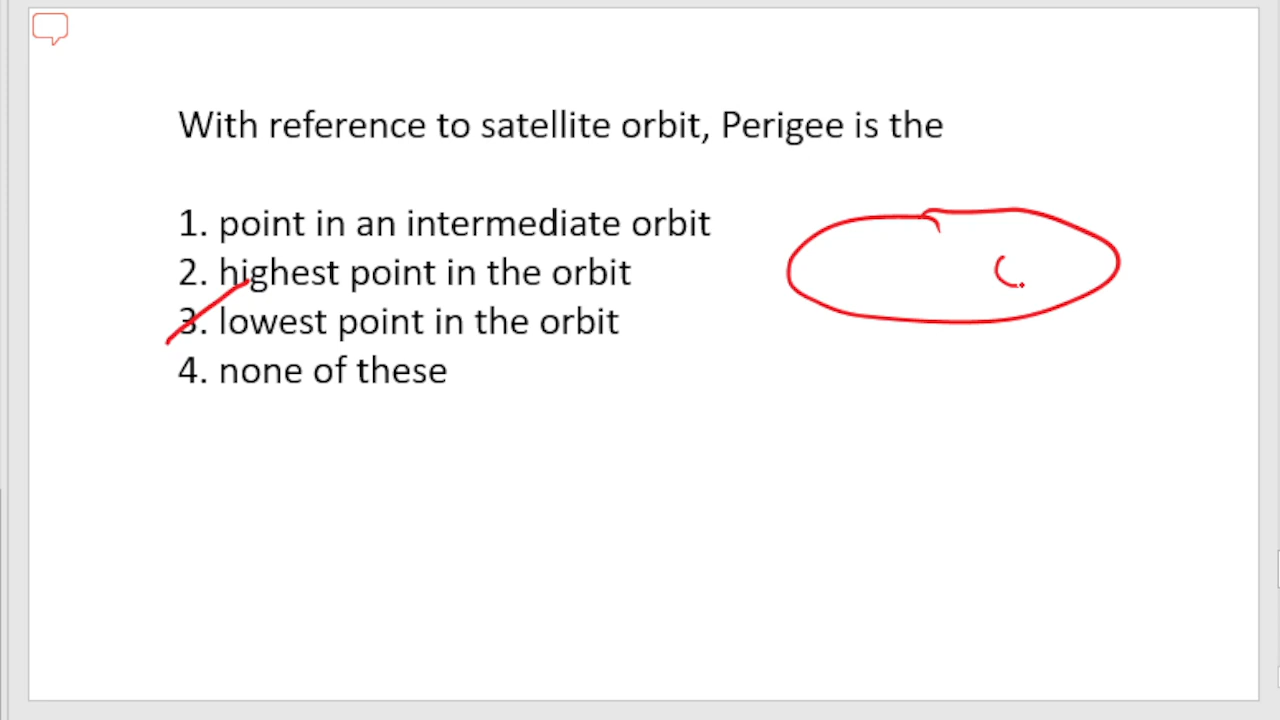 With reference to satellite orbit, Perigee is the
1. point in an intermediate orbit
2. highest point in the orbit
3. lowest point in the orbit
4. none of these